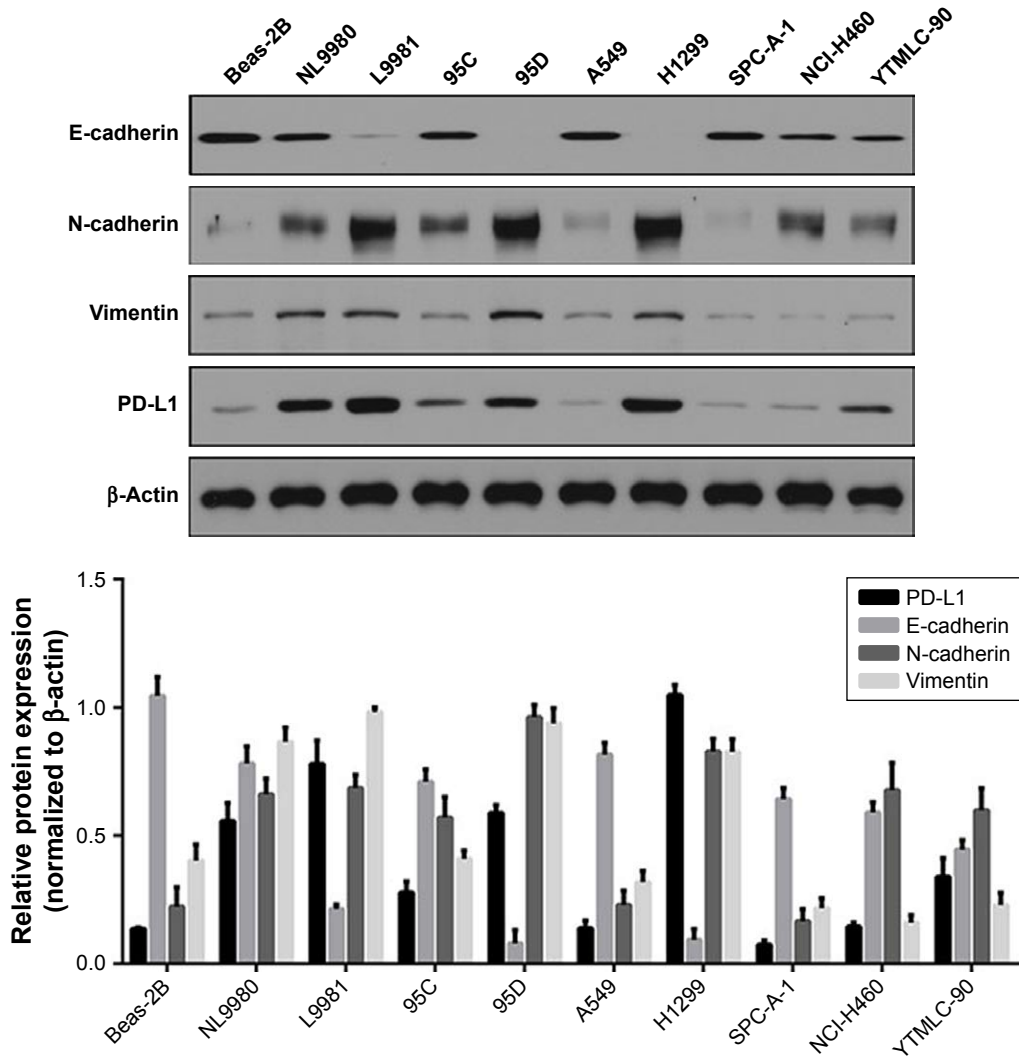 Beas-2B NL9980 L9981 95C 95D A549 H1299 SPC-A-1 NCI-H460 YTMLC-90
E-cadherin
N-cadherin
Vimentin
PD-L1
β-Actin
Relative protein expression
(normalized to β-actin)
1.5
1.0
0.5
0.0
PD-L1
E-cadherin
N-cadherin
Vimentin
Beas-2B NL9980 L9981 95C 95D A549 H1299 SPC-A-1 NCI-H460 YTMLC-90